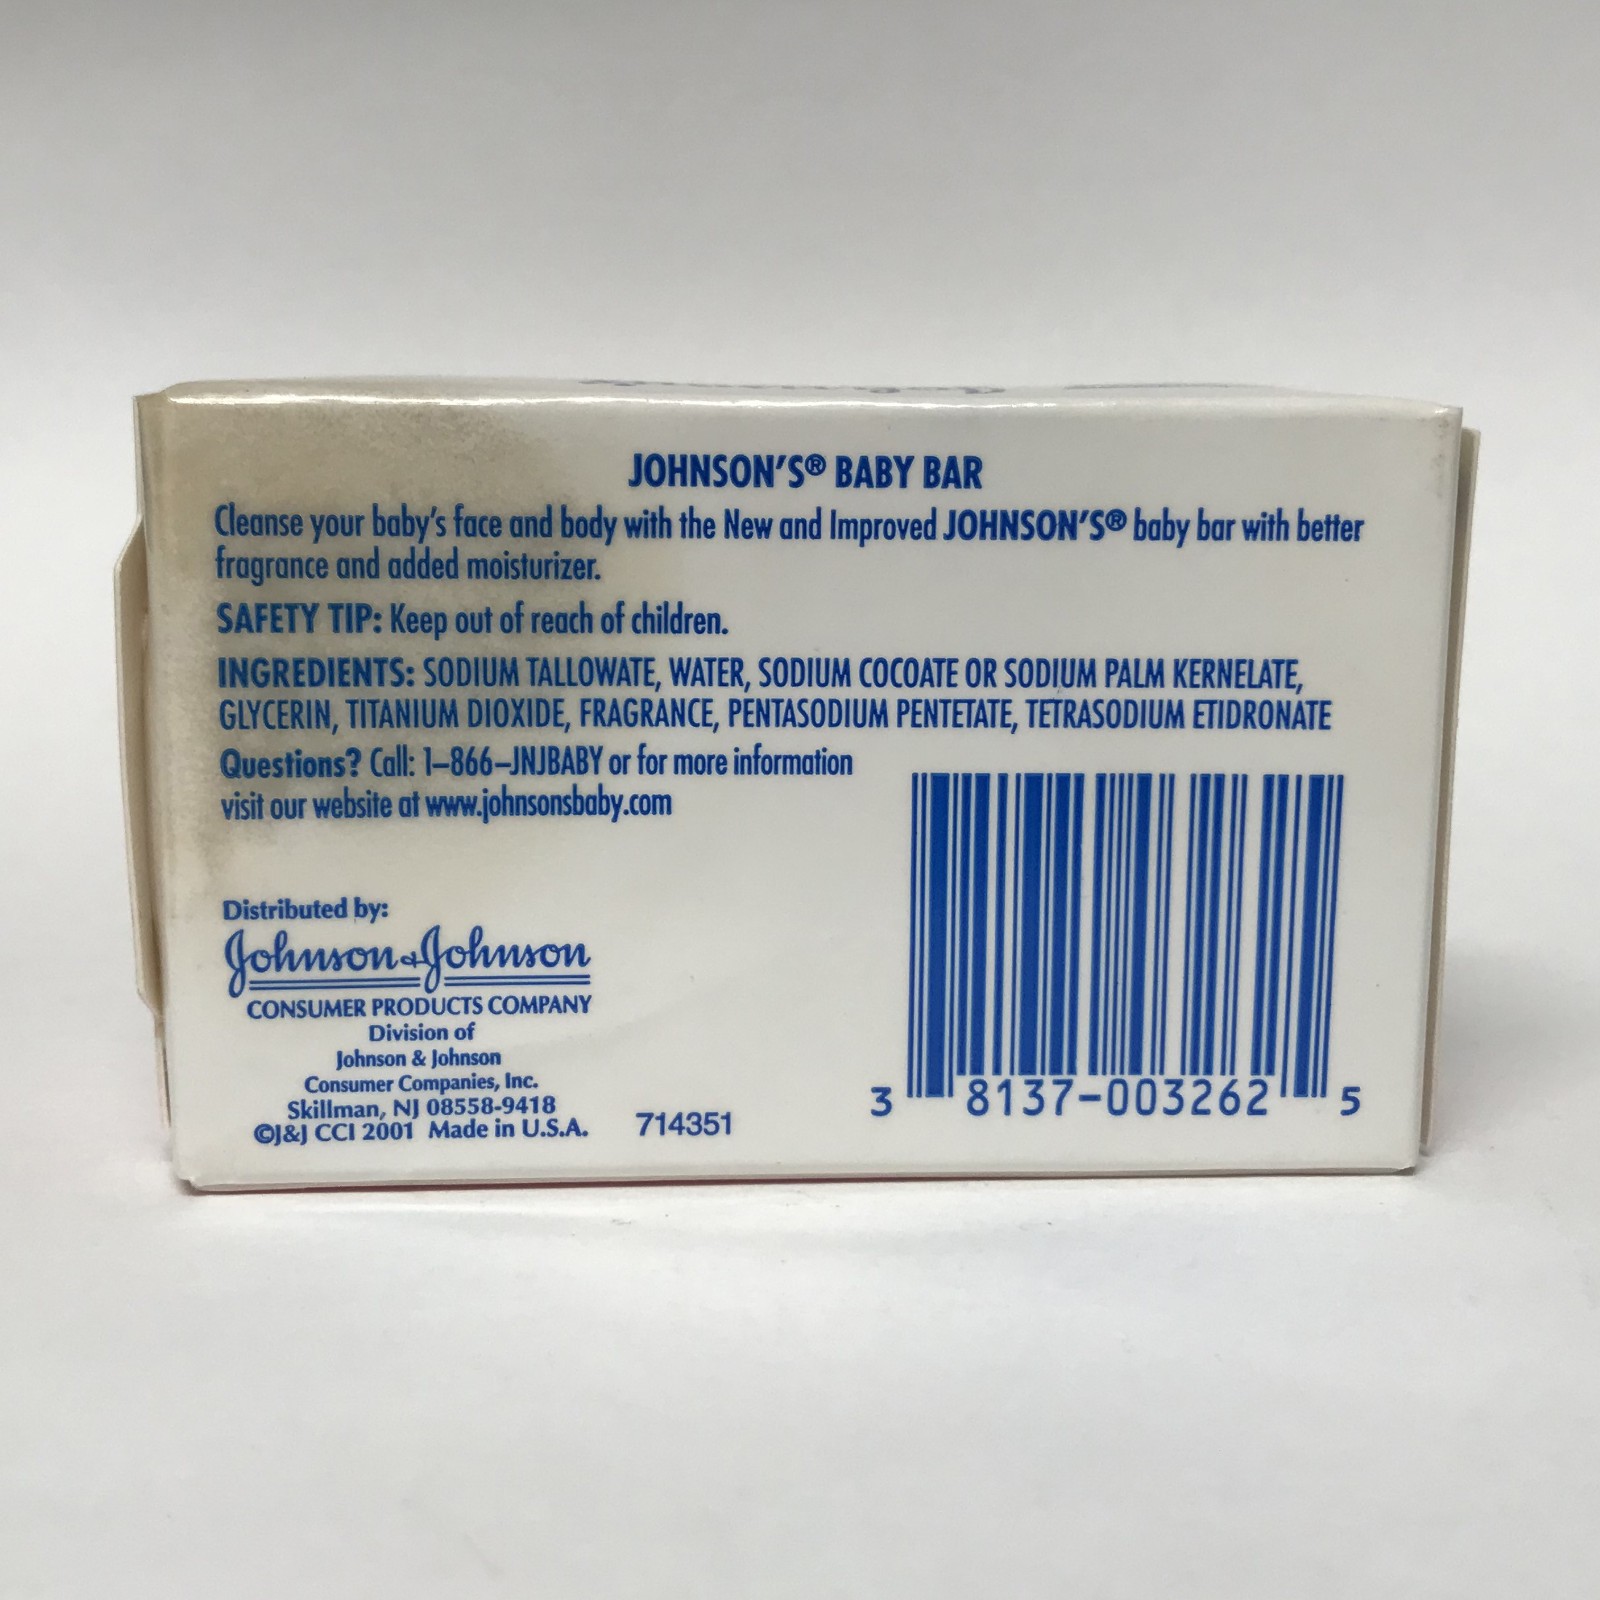 JOHNSON'S® BABY BAR
Cleanse your baby's face and body with the New and Improved JOHNSON'S® baby bar with better
fragrance and added moisturizer.
SAFETY TIP: Keep out of reach of children.
INGREDIENTS: SODIUM TALLOWATE, WATER, SODIUM COCOATE OR SODIUM PALM KERNELATE,
GLYCERIN, TITANIUM DIOXIDE, FRAGRANCE, PENTASODIUM PENTETATE, TETRASODIUM ETIDRONATE
Questions? Call: 1–866–JNJBABY or for more information
visit our website at www.johnsonsbaby.com
Distributed by:
Johnson & Johnson
CONSUMER PRODUCTS COMPANY
Division of
Johnson & Johnson
Consumer Companies, Inc.
Skillman, NJ 08558-9418
©J&J CCI 2001 Made in U.S.A.
714351
3 8137-003262 5